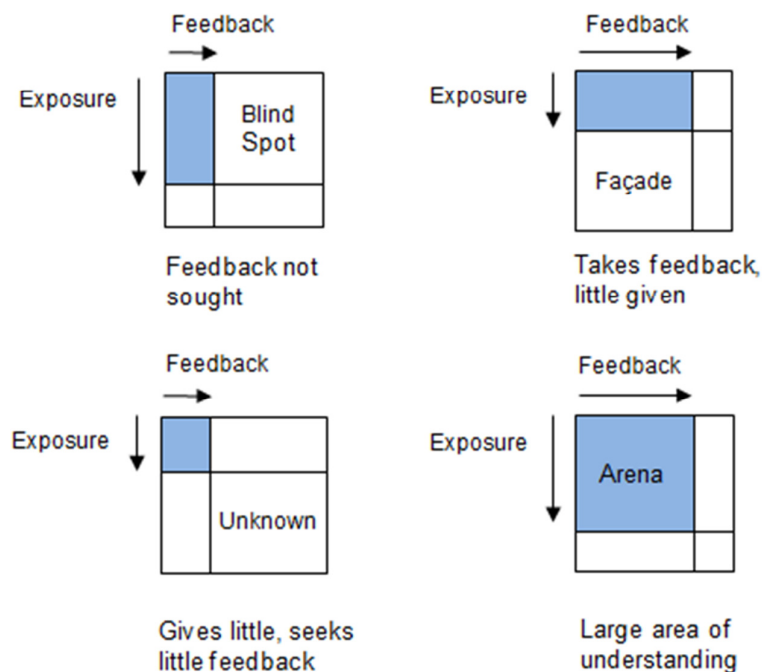 Feedback
Exposure
Blind
Spot
Feedback not
sought
Feedback
Exposure
Façade
Takes feedback,
little given
Feedback
Exposure
Unknown
Gives little, seeks
little feedback
Feedback
Exposure
Arena
Large area of
understanding